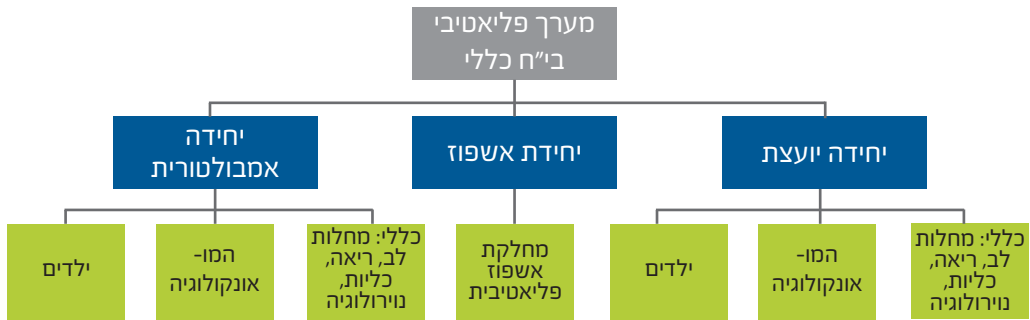 מערך פליאטיבי
בי"ח כללי
יחידה יועצת
יחידת אשפוז
יחידה
אמבולטורית
כללי: מחלות
לב, ריאה,
כליות,
נוירולוגיה
המו-
אונקולוגיה
ילדים
מחלקת
אשפוז
פליאטיבית
כללי: מחלות
לב, ריאה,
כליות,
נוירולוגיה
המו-
אונקולוגיה
ילדים